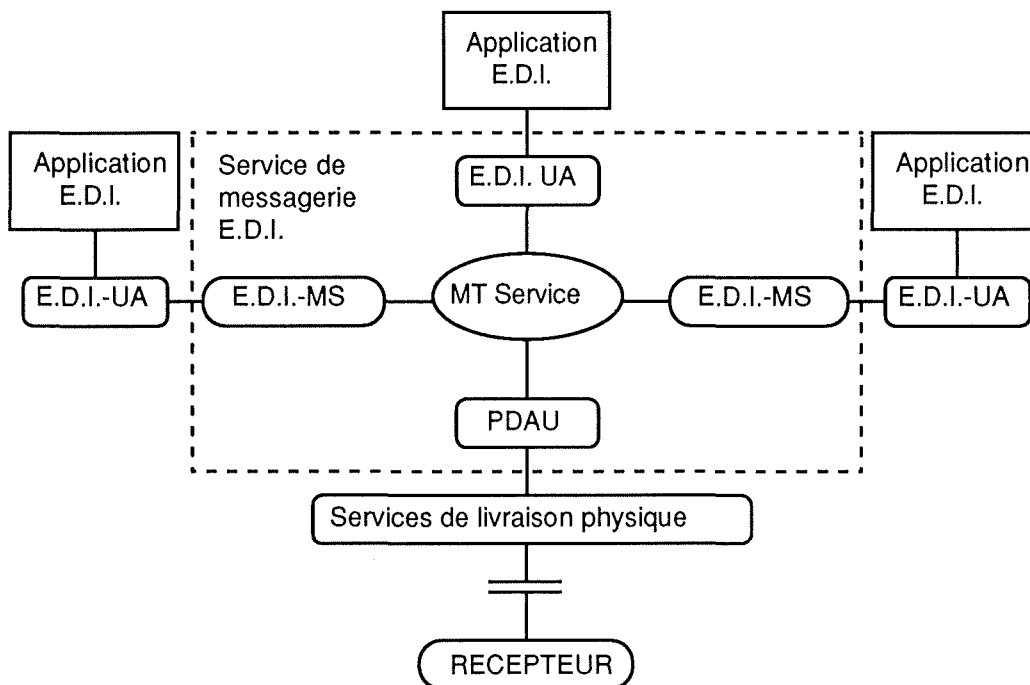 Application
E.D.I.
Application
E.D.I.
Service de
messagerie
E.D.I.
E.D.I. UA
Application
E.D.I.
E.D.I.-UA
E.D.I.-MS
MT Service
E.D.I.-MS
E.D.I.-UA
PDAU
Services de livraison physique
RECEPTEUR